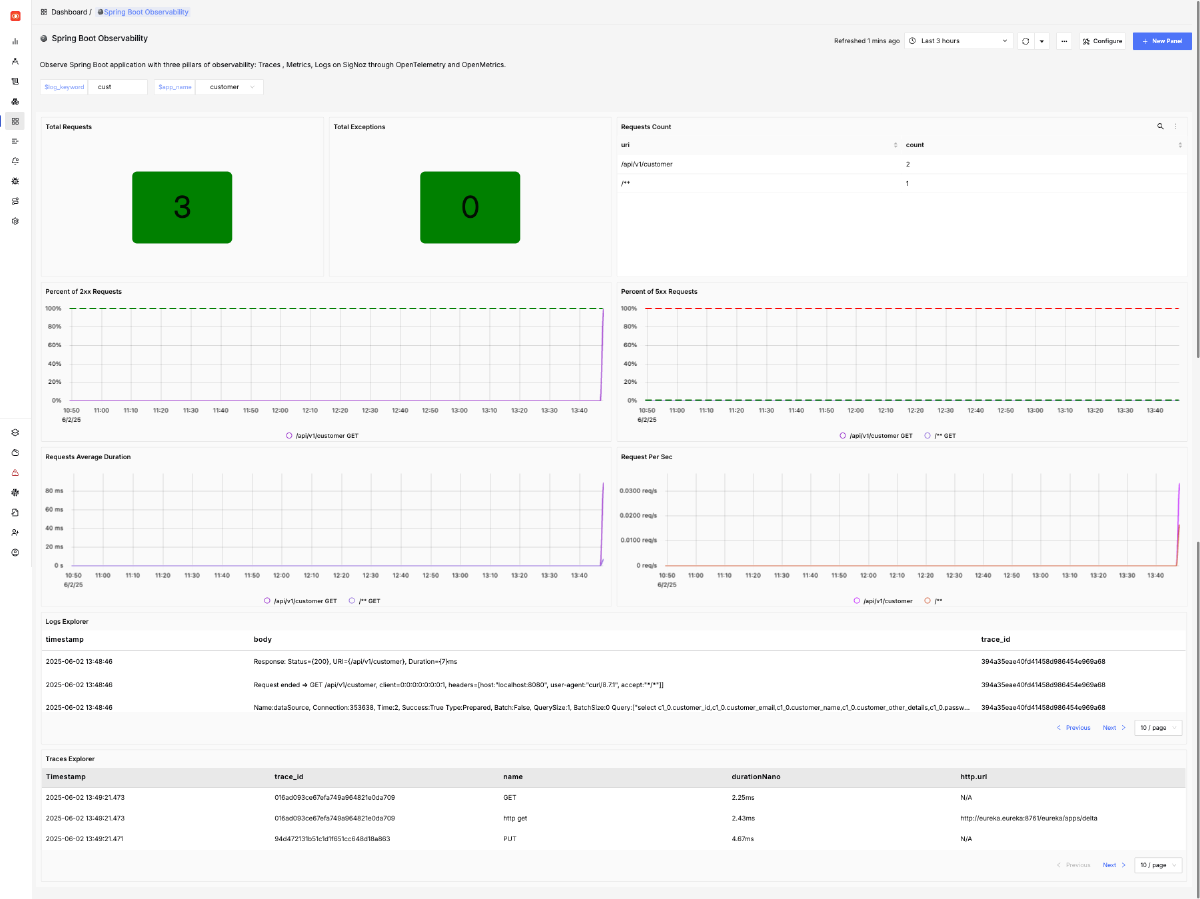 Dashboard / Spring Boot Observability
Spring Boot Observability
Refreshed 1 mins ago Last 3 hours Configure + New Panel
Observe Spring Boot application with three pillars of observability: Traces , Metrics, Logs on SigNoz through OpenTelemetry and OpenMetrics.
$log_keyword cust $app_name customer
Total Requests
3
Total Exceptions
0
Requests Count
uri count
/api/v1/customer 2
/** 1
Percent of 2xx Requests
100%
80%
60%
40%
20%
0%
10:50 11:00 11:10 11:20 11:30 11:40 11:50 12:00 12:10 12:20 12:30 12:40 12:50 13:00 13:10 13:20 13:30 13:40
6/2/25
/api/v1/customer GET
Percent of 5xx Requests
100%
80%
60%
40%
20%
0%
10:50 11:00 11:10 11:20 11:30 11:40 11:50 12:00 12:10 12:20 12:30 12:40 12:50 13:00 13:10 13:20 13:30 13:40
6/2/25
/api/v1/customer GET /** GET
Requests Average Duration
80 ms
60 ms
40 ms
20 ms
0 s
10:50 11:00 11:10 11:20 11:30 11:40 11:50 12:00 12:10 12:20 12:30 12:40 12:50 13:00 13:10 13:20 13:30 13:40
6/2/25
/api/v1/customer GET /** GET
Request Per Sec
0.0300 req/s
0.0200 req/s
0.0100 req/s
0 req/s
10:50 11:00 11:10 11:20 11:30 11:40 11:50 12:00 12:10 12:20 12:30 12:40 12:50 13:00 13:10 13:20 13:30 13:40
6/2/25
/api/v1/customer /**
Logs Explorer
timestamp body trace_id
2025-06-02 13:48:46 Response: Status={200}, URI={/api/v1/customer}, Duration={7}ms 394a35eae40fd41458d986454e969a68
2025-06-02 13:48:46 Request ended => GET /api/v1/customer, client=0:0:0:0:0:0:0:1, headers=[host:"localhost:8080", user-agent:"curl/8.7.1", accept:"*/*"]] 394a35eae40fd41458d986454e969a68
2025-06-02 13:48:46 Name:dataSource, Connection:353638, Time:2, Success:True Type:Prepared, Batch:False, QuerySize:1, BatchSize:0 Query:["select c1_0.customer_id,c1_0.customer_email,c1_0.customer_name,c1_0.customer_other_details,c1_0.passw... 394a35eae40fd41458d986454e969a68
< Previous Next > 10 / page
Traces Explorer
Timestamp trace_id name durationNano http.url
2025-06-02 13:49:21.473 016ad093ce67efa749a964821e0da709 GET 2.25ms N/A
2025-06-02 13:49:21.473 016ad093ce67efa749a964821e0da709 http get 2.43ms http://eureka.eureka:8761/eureka/apps/delta
2025-06-02 13:49:21.471 94d472131b51c1d1f651cc648d18a863 PUT 4.67ms N/A
< Previous Next > 10 / page